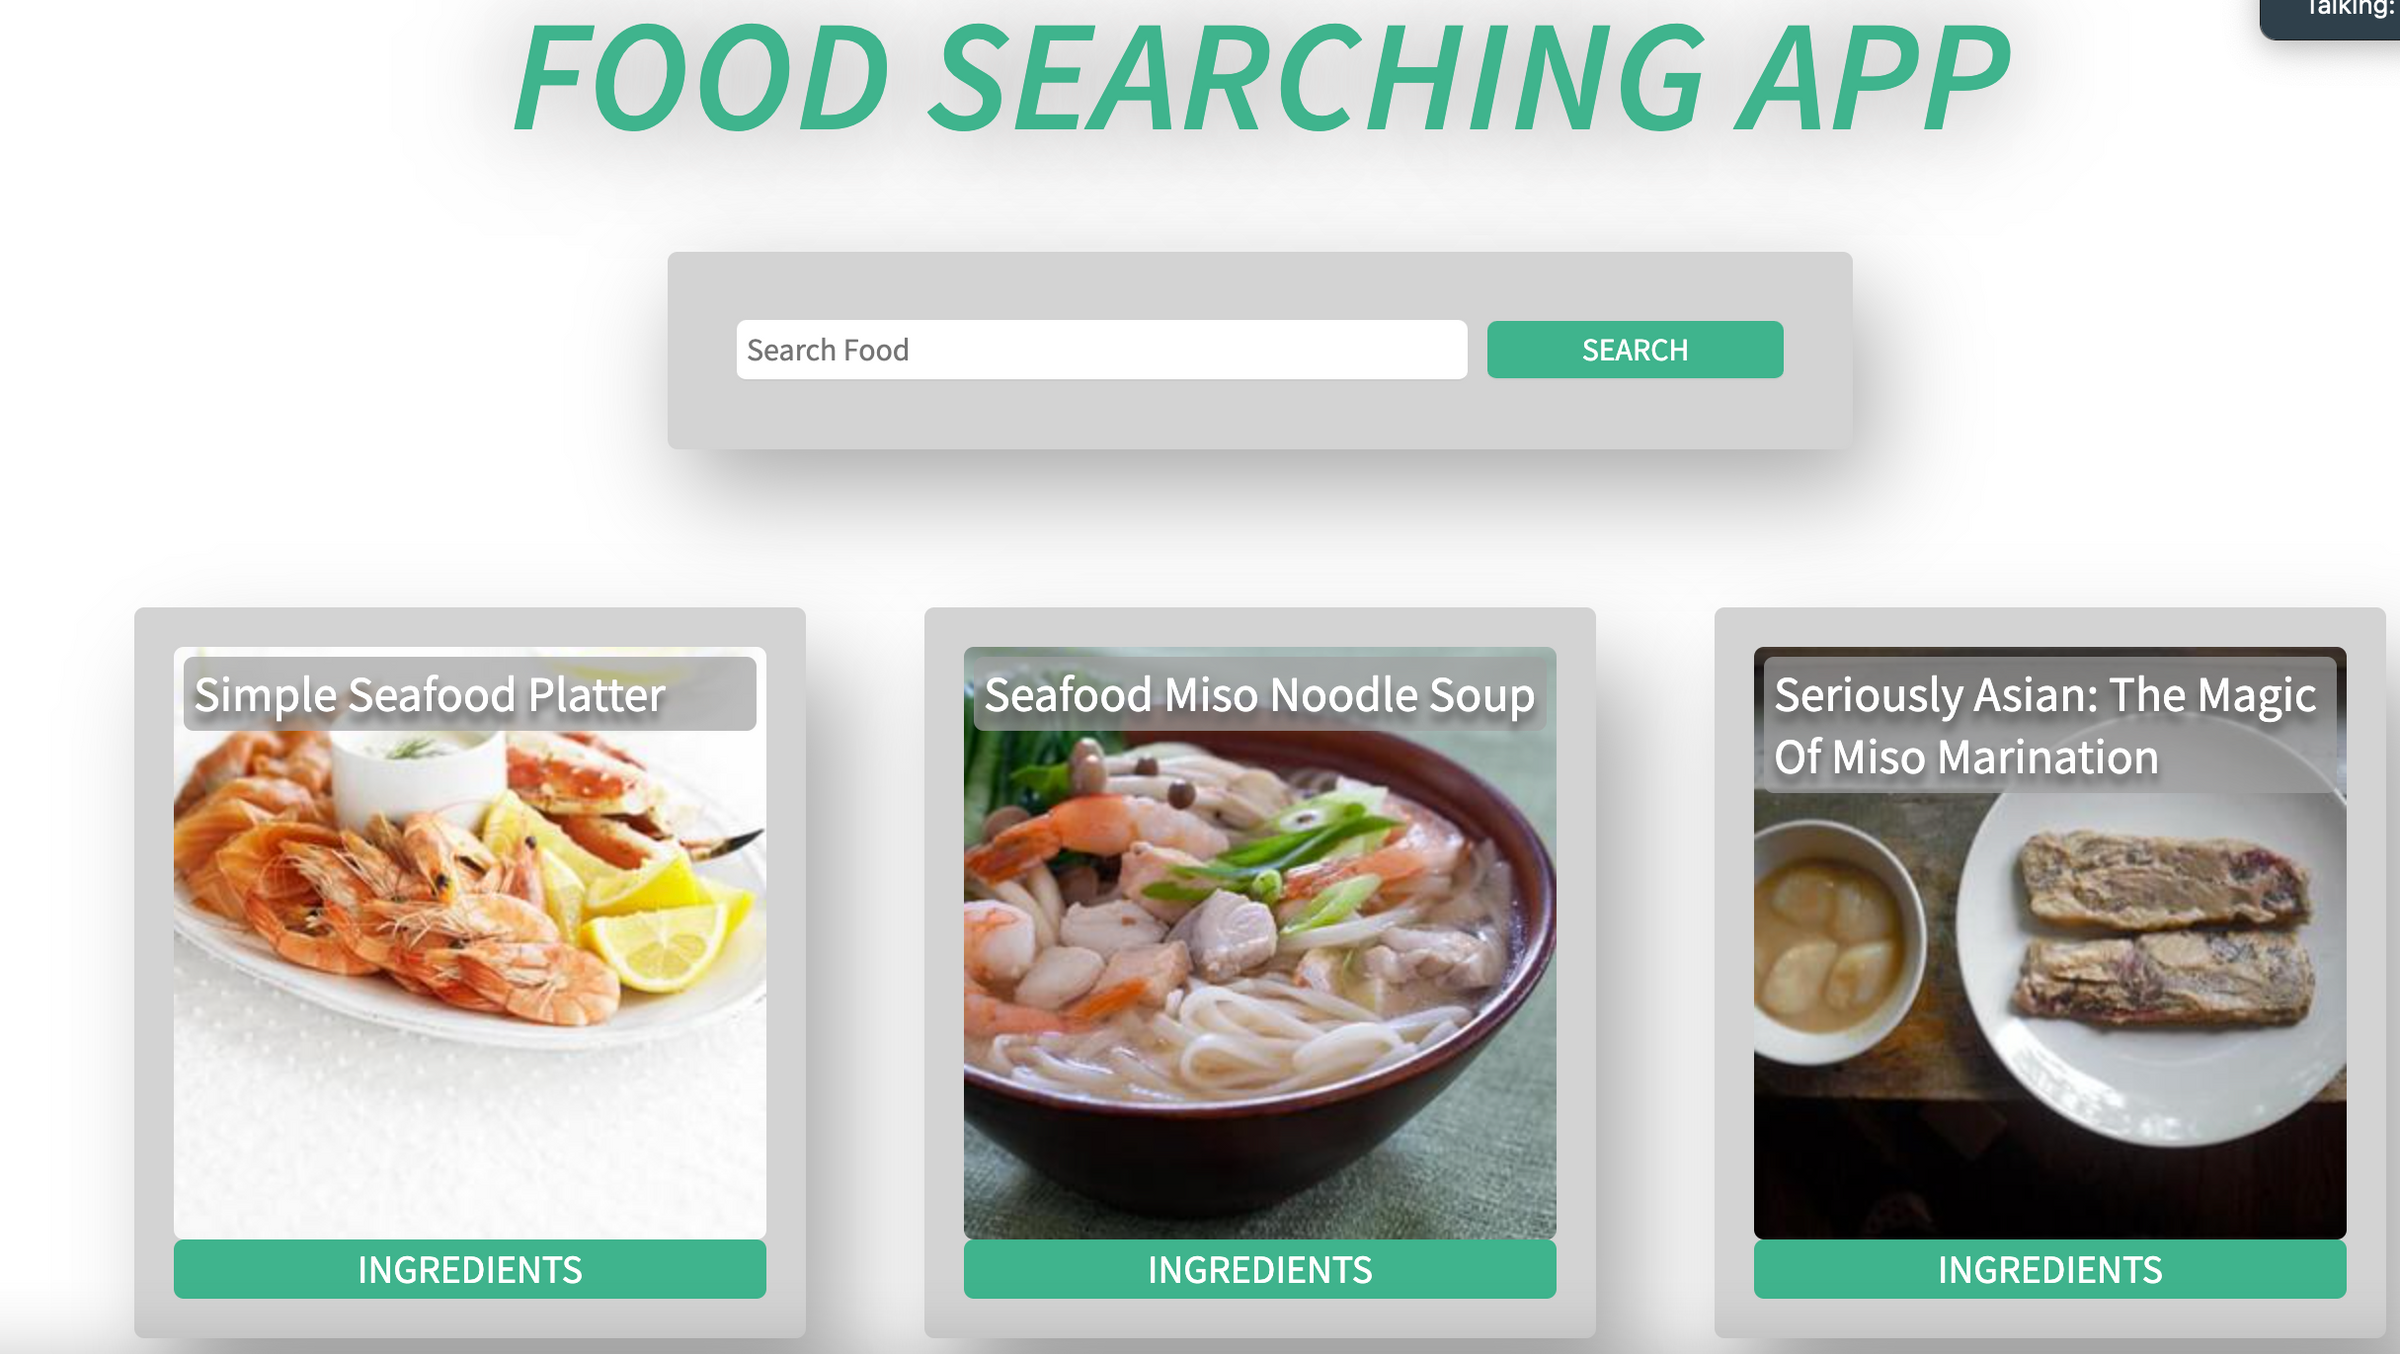 Talking:
FOOD SEARCHING APP
Search Food
SEARCH
Simple Seafood Platter
Seafood Miso Noodle Soup
Seriously Asian: The Magic
Of Miso Marination
INGREDIENTS
INGREDIENTS
INGREDIENTS